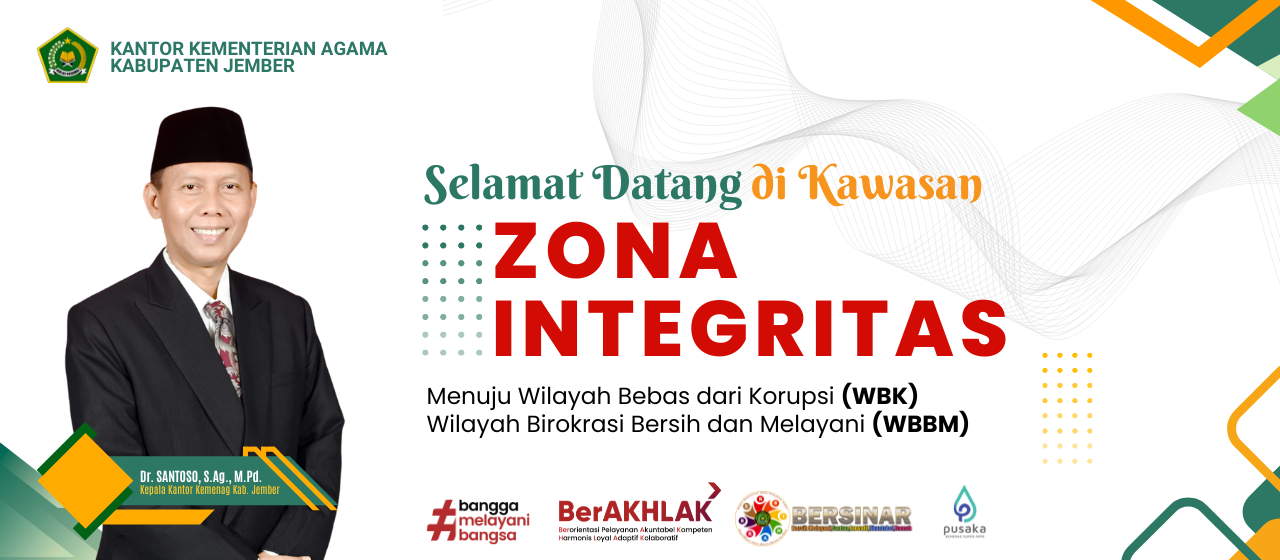 KANTOR KEMENTERIAN AGAMA
KABUPATEN JEMBER
Selamat Datang di Kawasan
ZONA
INTEGRITAS
Menuju Wilayah Bebas dari Korupsi (WBK)
Wilayah Birokrasi Bersih dan Melayani (WBBM)
Dr. SANTOSO, S.Ag., M.Pd.
Kepala Kantor Kemenag Kab. Jember
#bangga
melayani
bangsa
BerAKHLAK
Berorientasi Pelayanan Akuntabel Kompeten
Harmonis Loyal Adaptif Kolaboratif
BERSINAR
pusaka